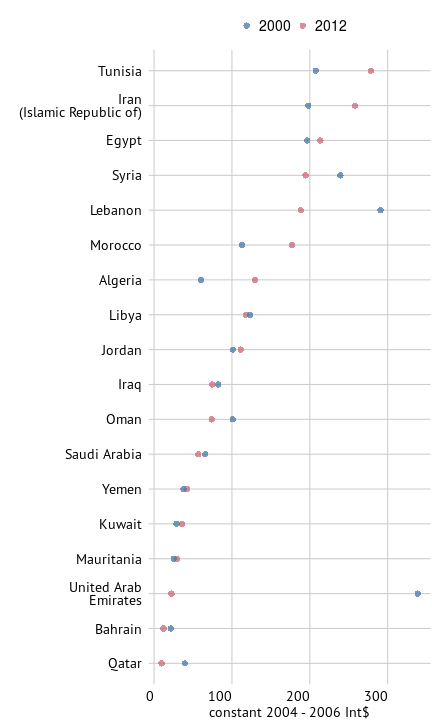 2000 2012
Tunisia
Iran
(Islamic Republic of)
Egypt
Syria
Lebanon
Morocco
Algeria
Libya
Jordan
Iraq
Oman
Saudi Arabia
Yemen
Kuwait
Mauritania
United Arab
Emirates
Bahrain
Qatar
0 100 200 300
constant 2004 - 2006 Int$